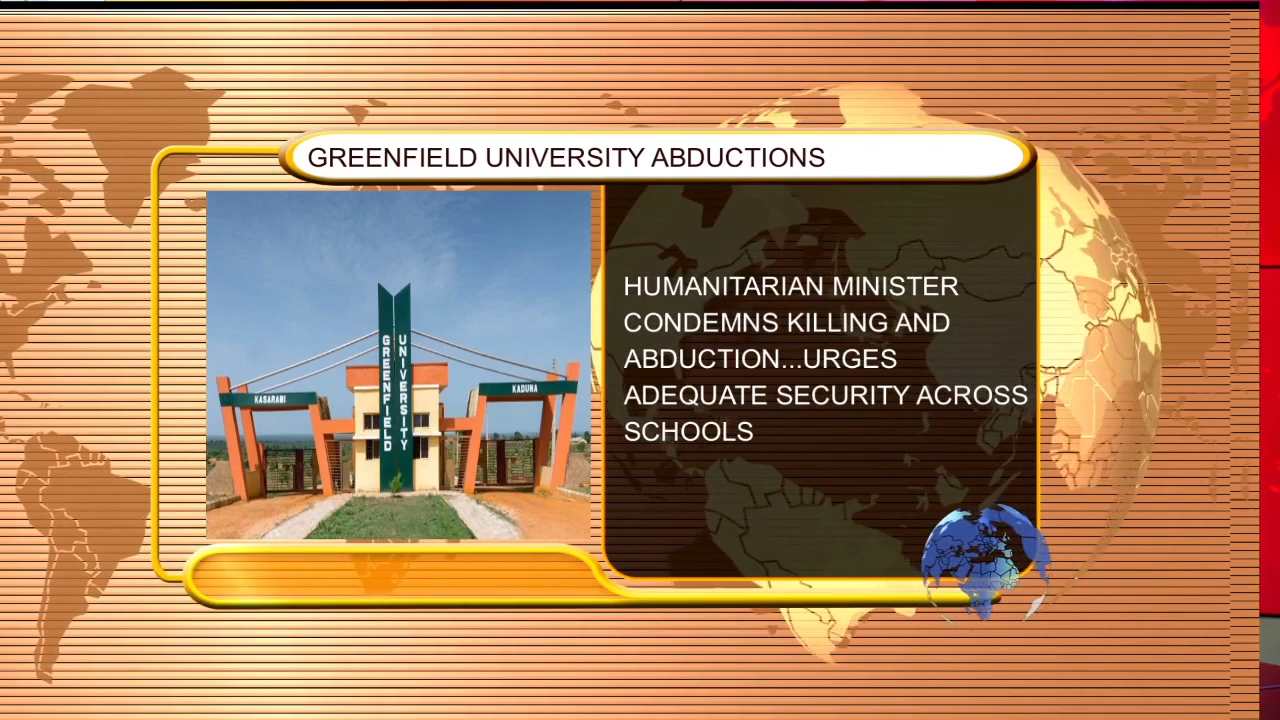 GREENFIELD UNIVERSITY ABDUCTIONS
HUMANITARIAN MINISTER
CONDEMNS KILLING AND
ABDUCTION...URGES
ADEQUATE SECURITY ACROSS
SCHOOLS
GREENFIELD
UNIVERSITY
KASARAMI
KADUNA